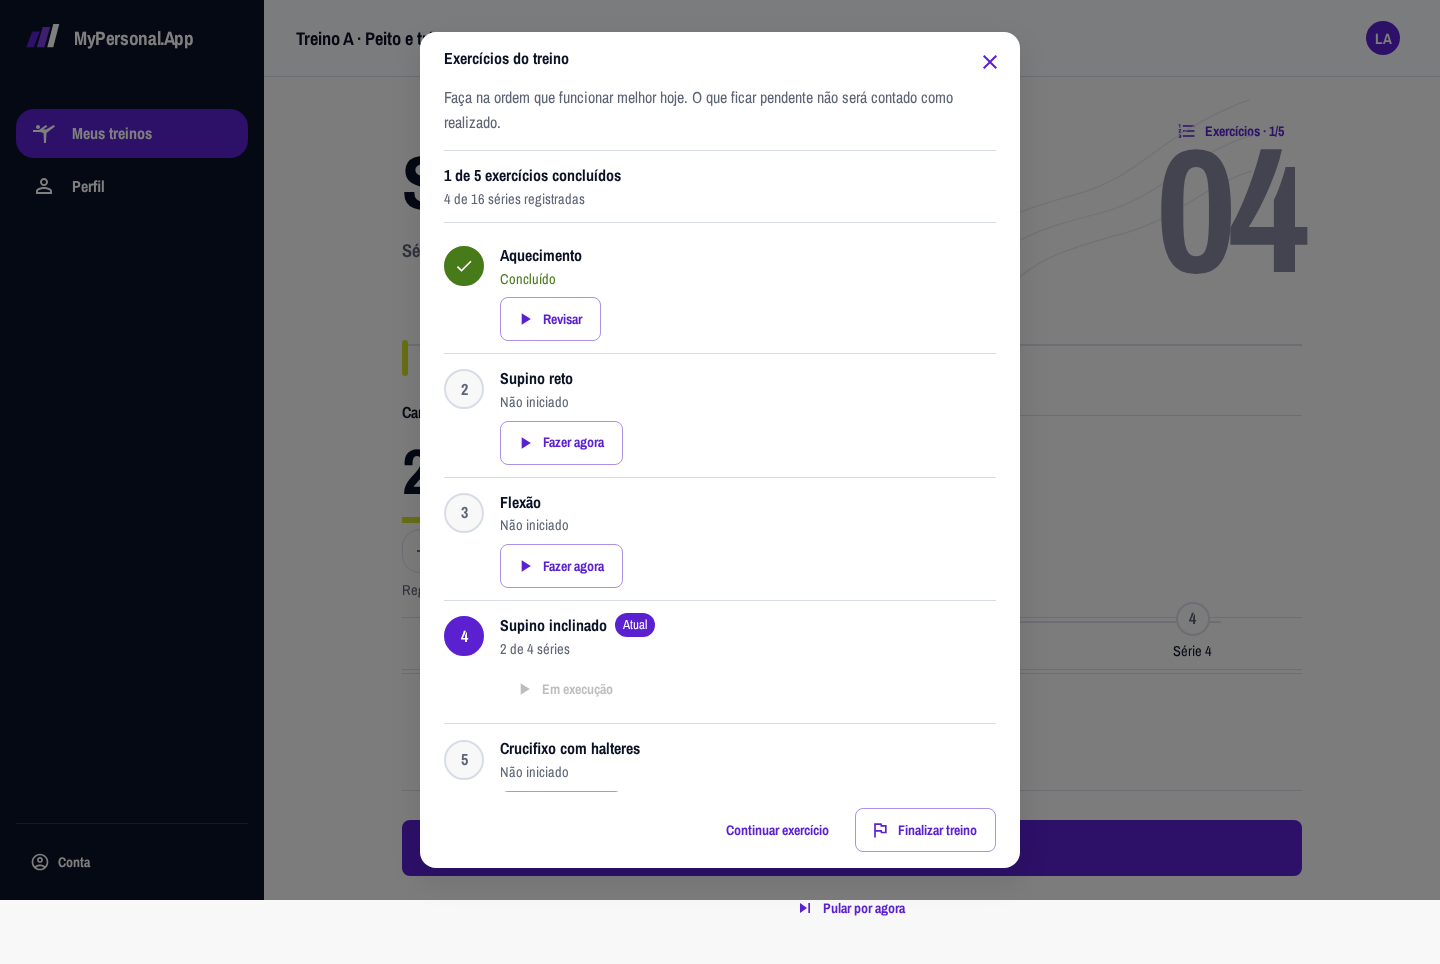 MyPersonal.App
Meus treinos
Perfil
Conta
Treino A · Peito e
LA
Exercícios · 1/5
04
4
Série 4
Exercícios do treino
Faça na ordem que funcionar melhor hoje. O que ficar pendente não será contado como
realizado.
1 de 5 exercícios concluídos
4 de 16 séries registradas
Aquecimento
Concluído
Revisar
2
Supino reto
Não iniciado
Fazer agora
3
Flexão
Não iniciado
Fazer agora
4
Supino inclinado
Atual
2 de 4 séries
Em execução
5
Crucifixo com halteres
Não iniciado
Continuar exercício
Finalizar treino
Pular por agora